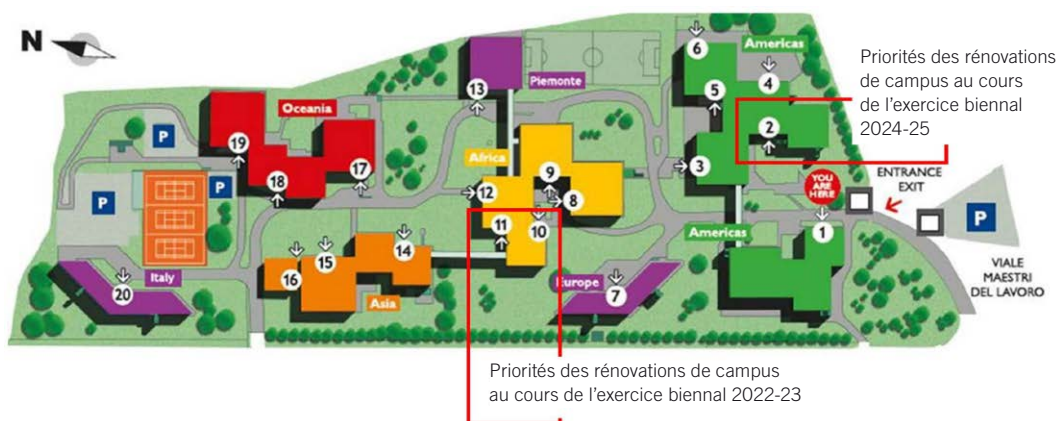 N
6
Americas
4
Priorités des rénovations
de campus au cours
de l’exercice biennal
2024-25
13
Piemonte
5
2
Oceania
P
19
18
17
Africa
9
12
8
3
YOU
ARE
HERE
ENTRANCE
EXIT
P
P
P
11
10
Americas
1
VIALE
MAESTRI
DEL LAVORO
16
15
14
Asia
Italy
20
Europe
7
Priorités des rénovations de campus
au cours de l’exercice biennal 2022-23